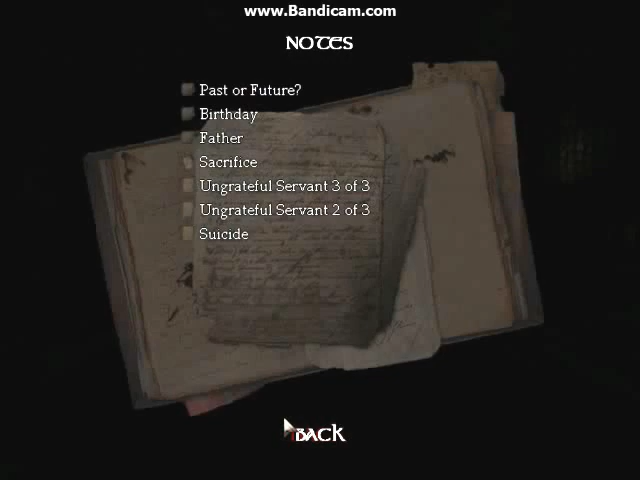 www.Bandicam.com
NOTES
Past or Future?
Birthday
Father
Sacrifice
Ungrateful Servant 3 of 3
Ungrateful Servant 2 of 3
Suicide
BACK